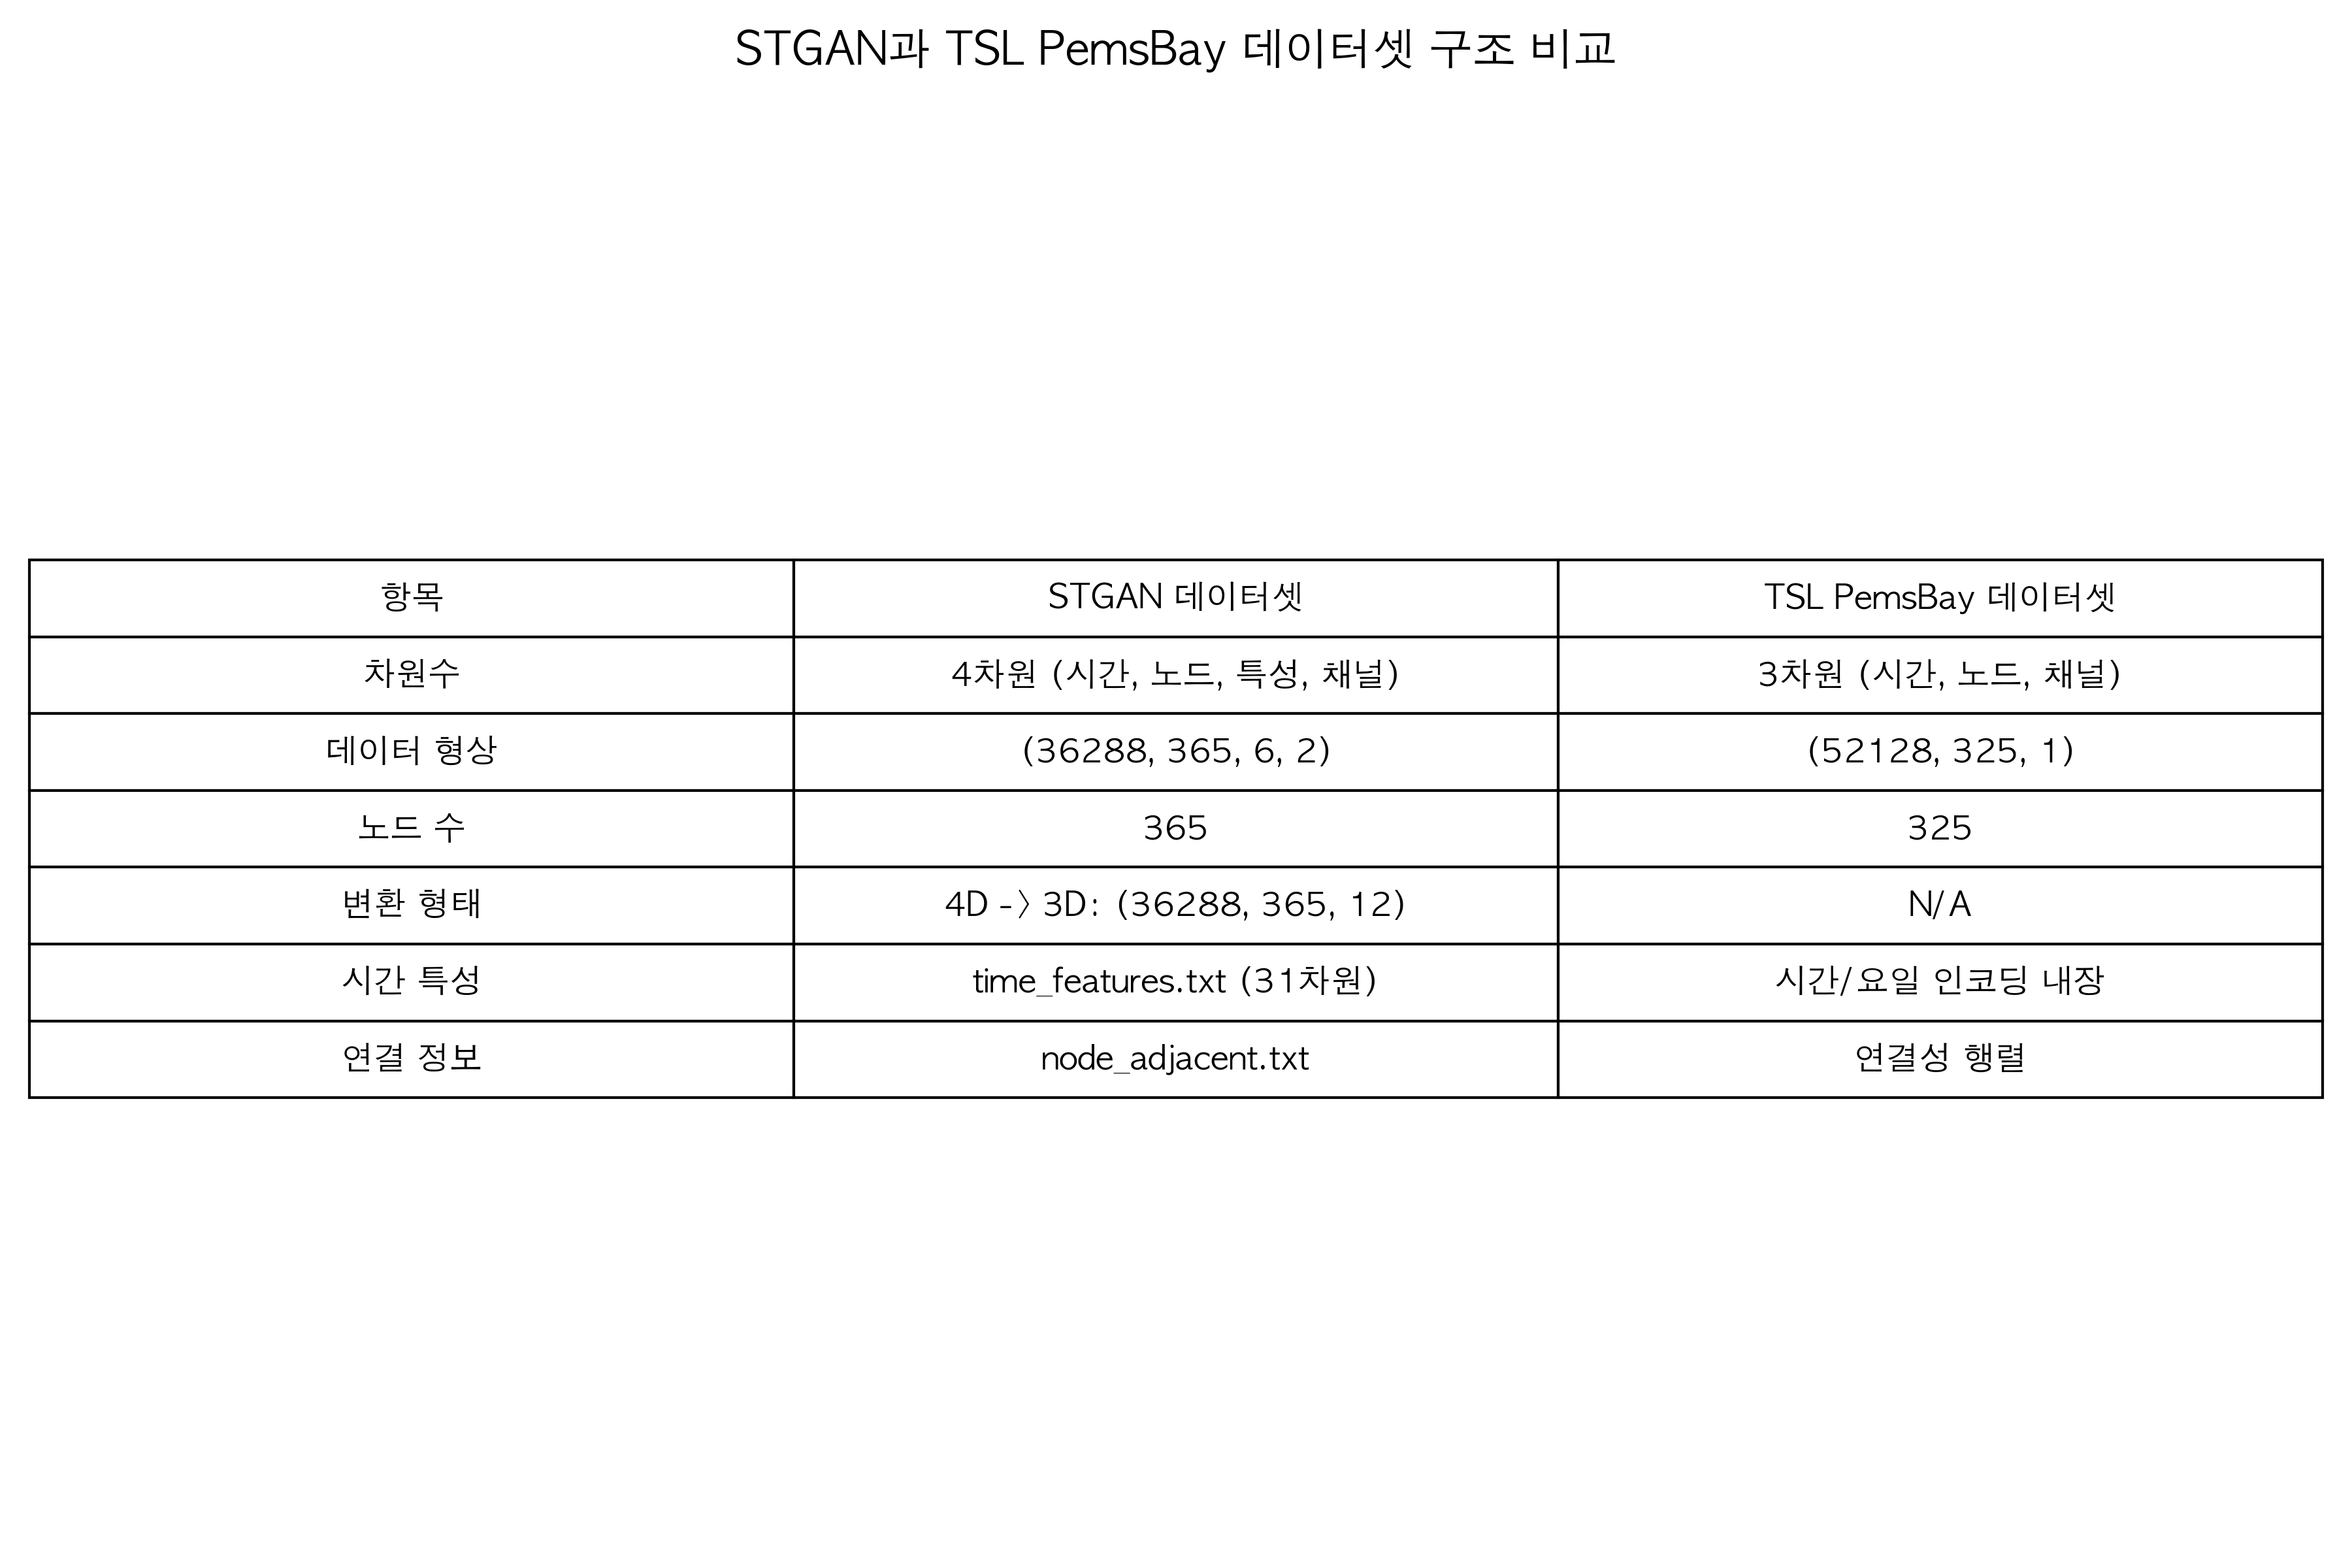 STGAN과 TSL PemsBay 데이터셋 구조 비교
항목 STGAN 데이터셋 TSL PemsBay 데이터셋
차원수 4차원 (시간, 노드, 특성, 채널) 3차원 (시간, 노드, 채널)
데이터 형상 (36288, 365, 6, 2) (52128, 325, 1)
노드 수 365 325
변환 형태 4D -> 3D: (36288, 365, 12) N/A
시간 특성 time_features.txt (31차원) 시간/요일 인코딩 내장
연결 정보 node_adjacent.txt 연결성 행렬